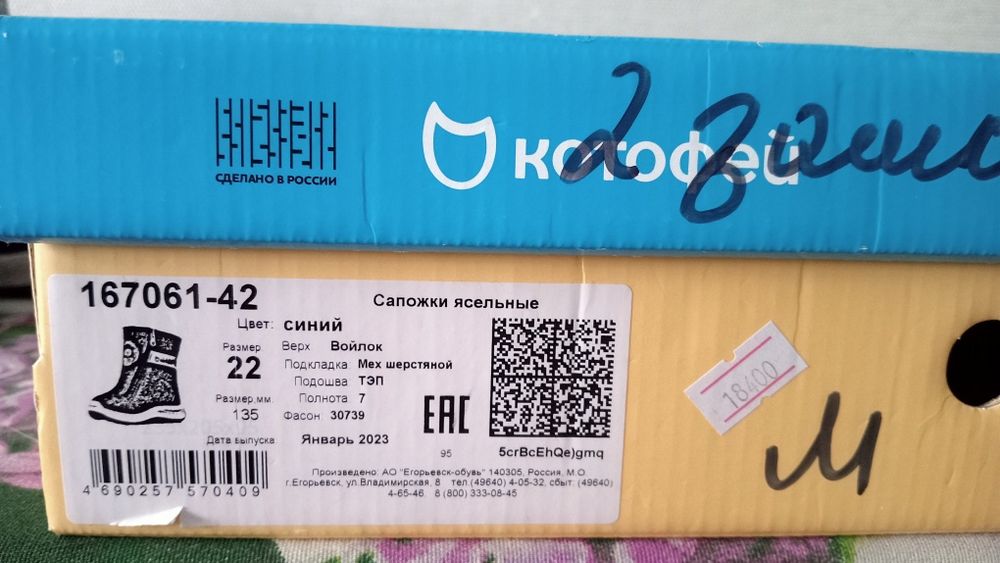 СДЕЛАНО В РОССИИ
котофей
2 зима
167061-42
Сапожки ясельные
Цвет: синий
Размер 22
Верх Войлок
Подкладка Мех шерстяной
Подошва ТЭП
Размер,мм. 135
Полнота 7
Фасон 30739
Дата выпуска Январь 2023
EAC
95
5crBcEhQe)gmq
4 690257 570409
Произведено: АО "Егорьевск-обувь" 140305, Россия, М.О.
г.Егорьевск, ул.Владимирская, 8 тел.(49640) 4-05-32, сбыт: (49640)
4-65-46. 8 (800) 333-08-45
18400
М